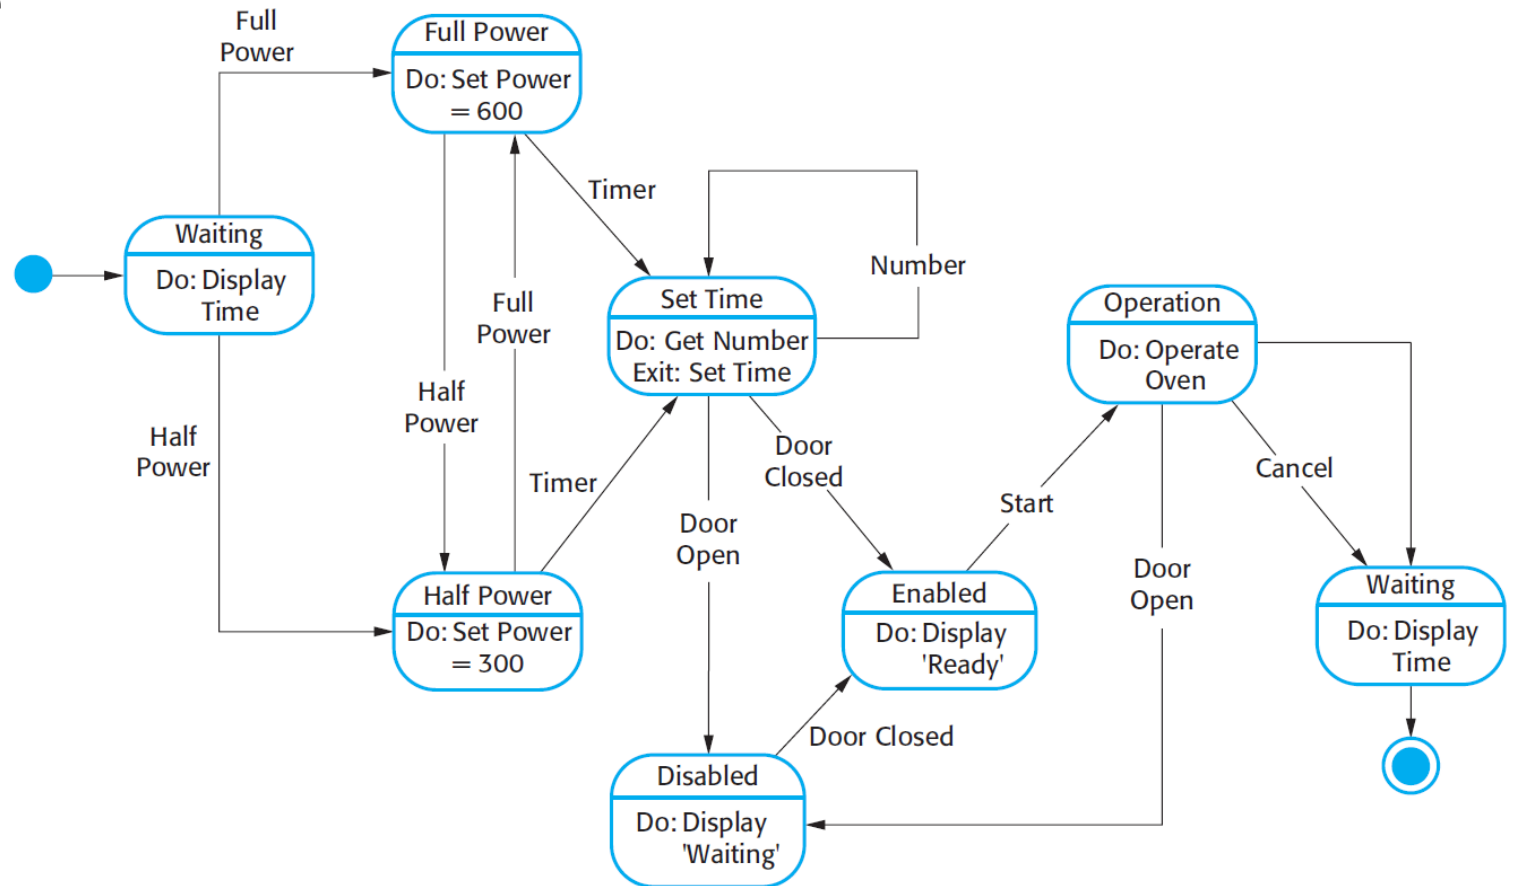 Full
Power
Full Power
Do: Set Power
= 600
Timer
Waiting
Do: Display
Time
Number
Full
Power
Set Time
Do: Get Number
Exit: Set Time
Operation
Do: Operate
Oven
Half
Power
Half
Power
Timer
Door
Closed
Cancel
Start
Door
Open
Door
Open
Half Power
Do: Set Power
= 300
Enabled
Do: Display
'Ready'
Waiting
Do: Display
Time
Door Closed
Disabled
Do: Display
'Waiting'